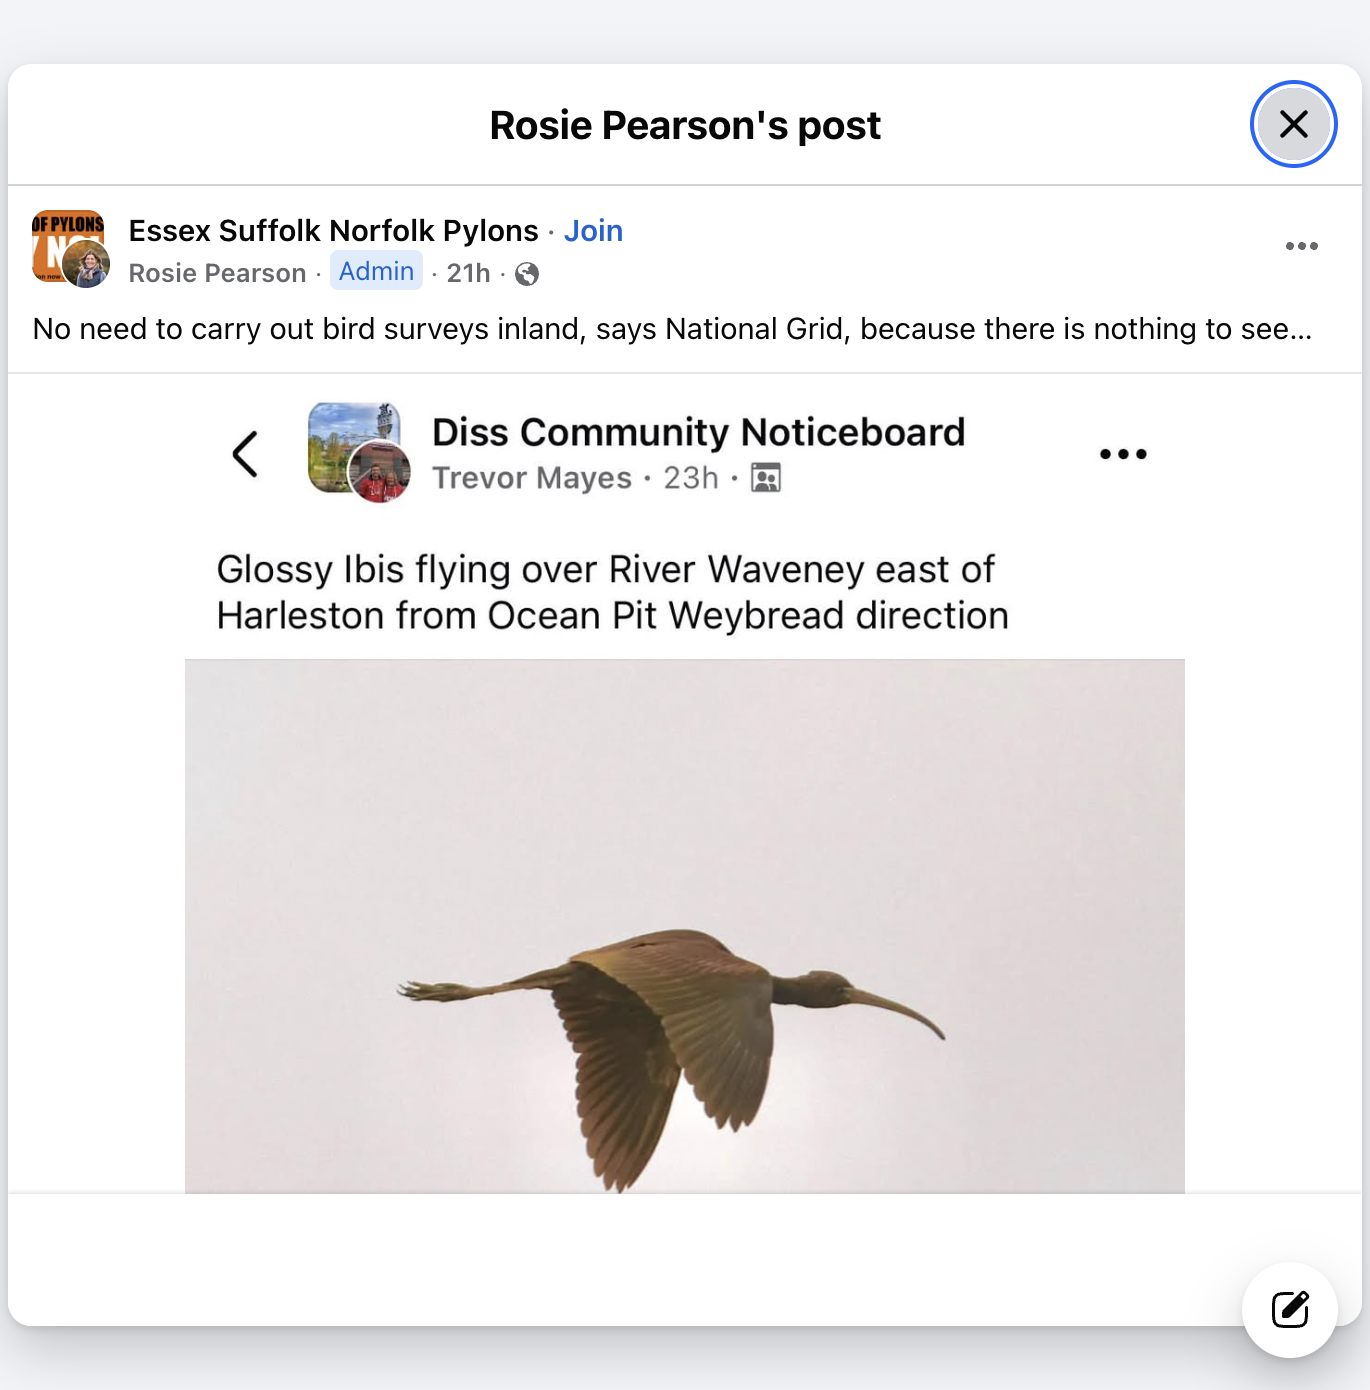 Rosie Pearson's post
OF PYLONS
Essex Suffolk Norfolk Pylons · Join
Rosie Pearson · Admin · 21h ·
No need to carry out bird surveys inland, says National Grid, because there is nothing to see...
Diss Community Noticeboard
Trevor Mayes · 23h ·
Glossy Ibis flying over River Waveney east of
Harleston from Ocean Pit Weybread direction